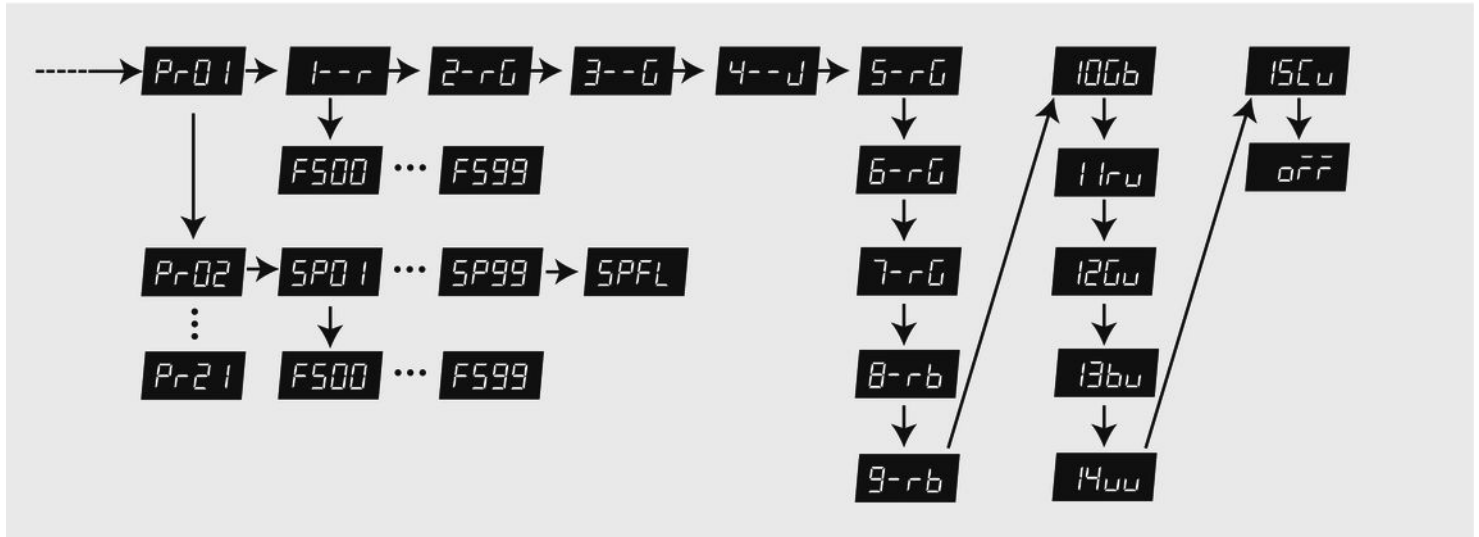 Pr01 1--r 2-rG 3--G 4--J 5-rG 10Gb 15Cu
FS00 ... FS99 6-rG 11ru oFF
Pr02 SP01 ... SP99 SPFL 7-rG 12Gu
Pr21 FS00 ... FS99 8-rb 13bu
9-rb 14uu